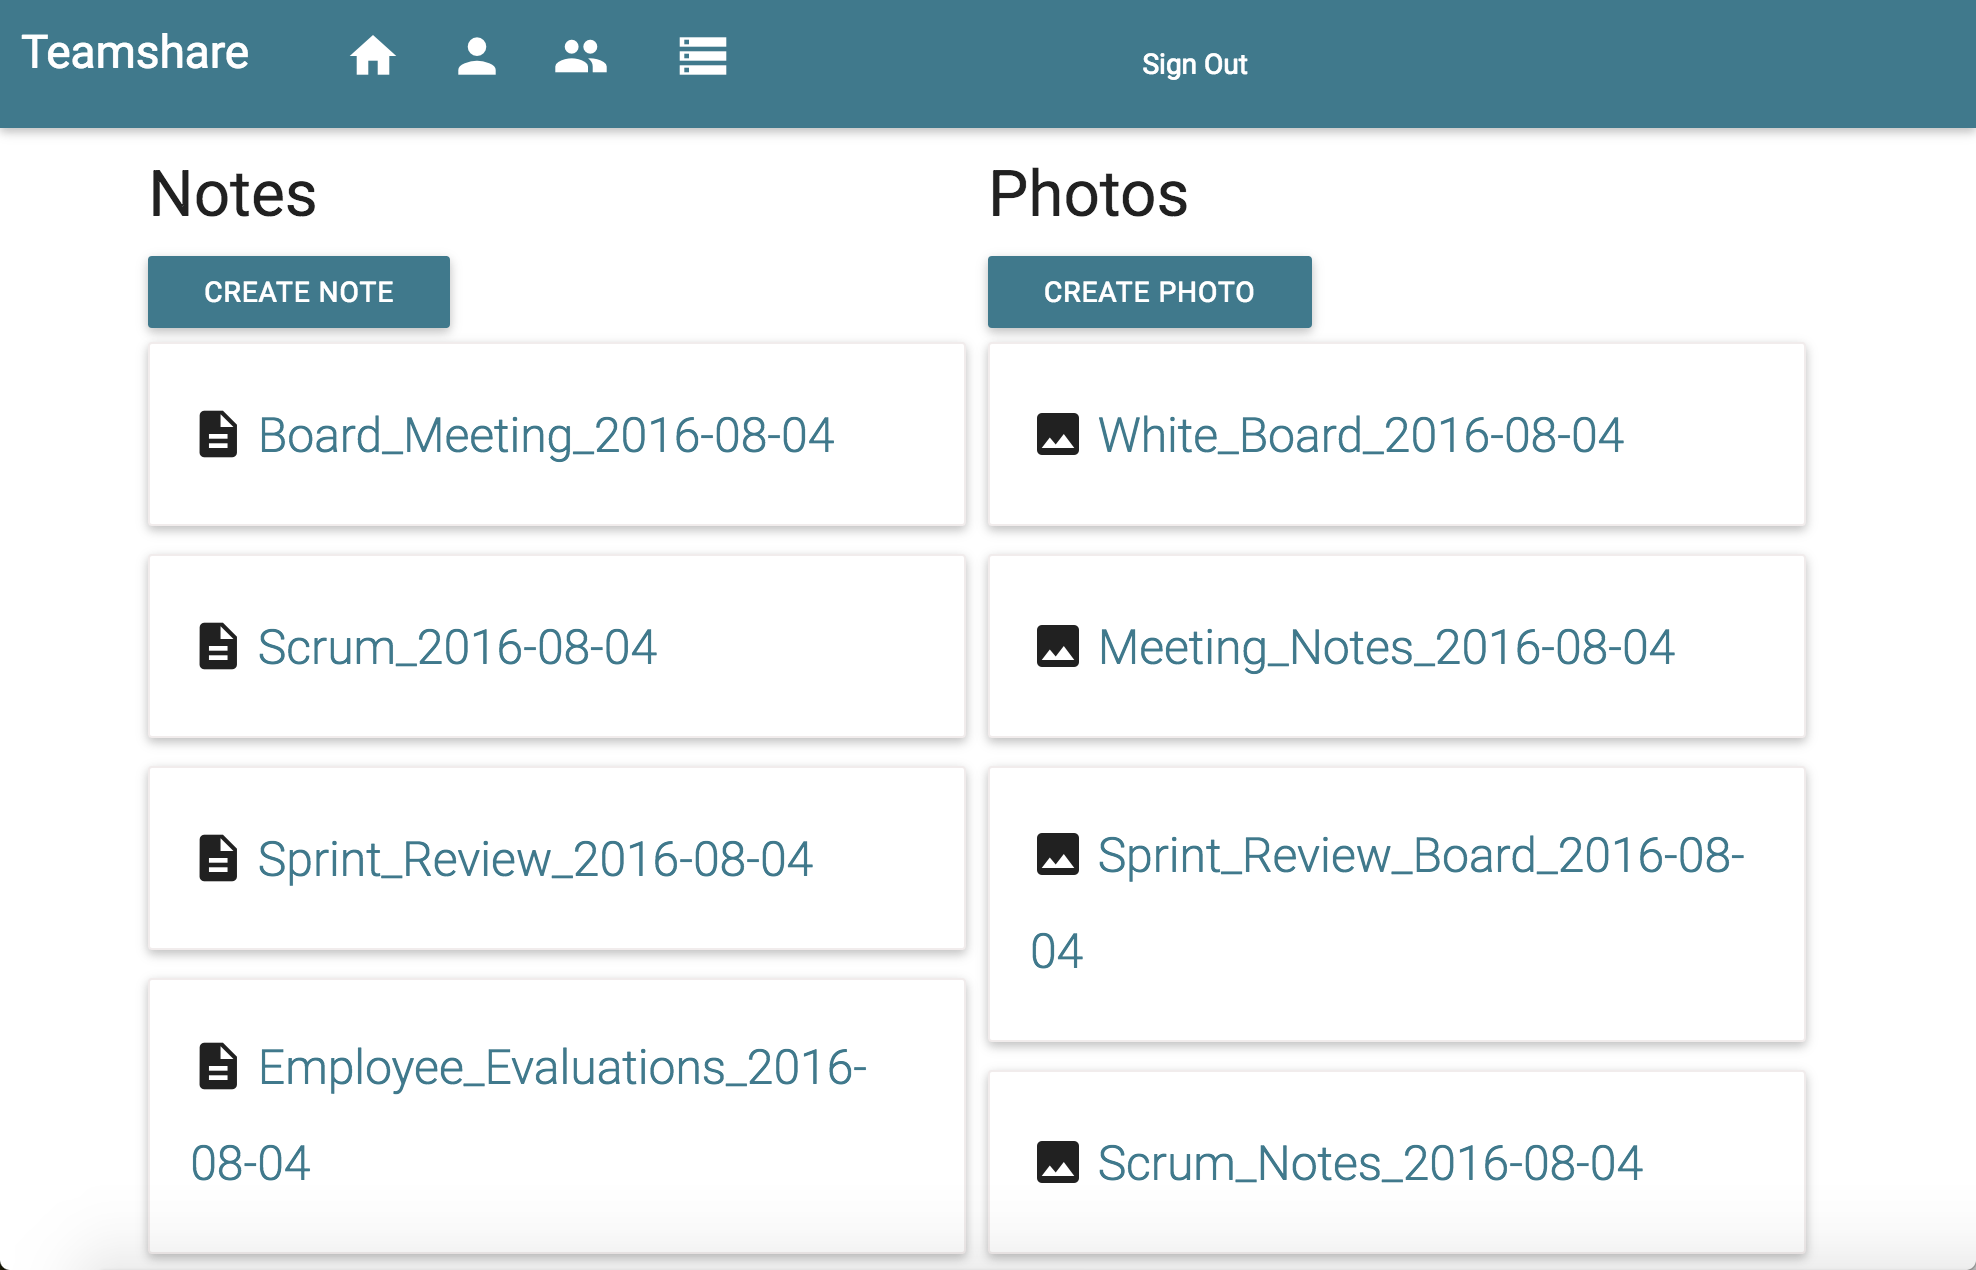 Teamshare
Sign Out
Notes
CREATE NOTE
Board_Meeting_2016-08-04
Scrum_2016-08-04
Sprint_Review_2016-08-04
Employee_Evaluations_2016-
08-04
Photos
CREATE PHOTO
White_Board_2016-08-04
Meeting_Notes_2016-08-04
Sprint_Review_Board_2016-08-
04
Scrum_Notes_2016-08-04